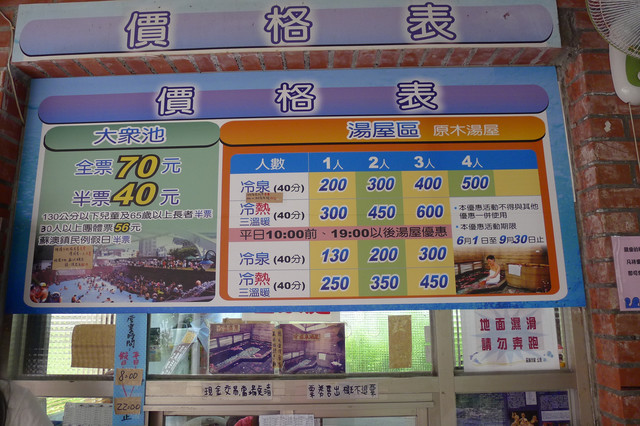 價格表
價格表
大眾池
全票70元
半票40元
130公分以下兒童及65歲以上長者半票
30人以上團體票56元
蘇澳鎮民例假日半票
湯屋區 原木湯屋
人數 1人 2人 3人 4人
冷泉(40分) 200 300 400 500
冷熱三溫暖(40分) 300 450 600
平日10:00前、19:00以後湯屋優惠
冷泉(40分) 130 200 300
冷熱三溫暖(40分) 250 350 450
•本優惠活動不得與其他
優惠一併使用
•本優惠活動期限
6月1日至9月30日止
地面濕滑
請勿奔跑
營業時間
平日
假日
8:00
22:00
止